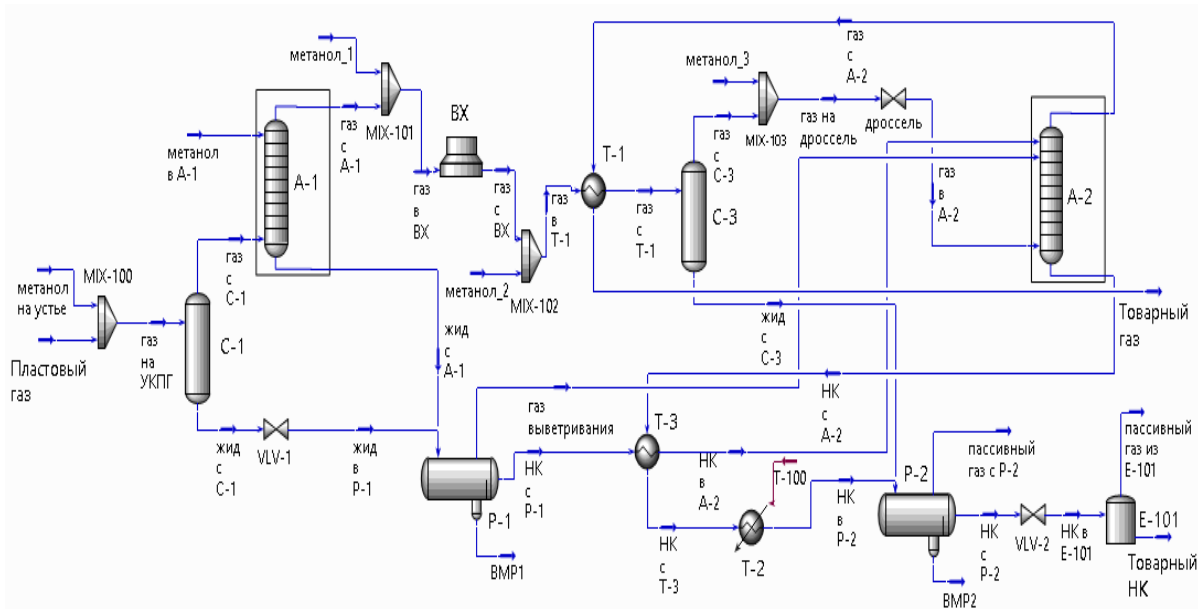 метанол_1
MIX-101
газ
с
А-1
метанол
в А-1
А-1
газ
в
ВХ
ВХ
газ
с
ВХ
метанол_2
MIX-102
газ
в
Т-1
Т-1
газ
с
Т-1
газ
с
А-2
метанол_3
MIX-103
газ
с
С-3
С-3
газ на
дроссель
дроссель
газ
в
А-2
А-2
метанол
на устье
MIX-100
Пластовый
газ
газ
на
УКПГ
С-1
газ
с
С-1
жид
с
С-1
VLV-1
жид
в
Р-1
жид
с
А-1
газ
выветривания
НК
с
Р-1
Р-1
ВМР1
Т-3
НК
в
А-2
НК
с
Т-3
Т-2
Т-100
НК
в
Р-2
жид
с
С-3
НК
с
А-2
Товарный
газ
Р-2
пассивный
газ с Р-2
НК
с
Р-2
ВМР2
VLV-2
НК в
Е-101
пассивный
газ из
Е-101
Е-101
Товарный
НК